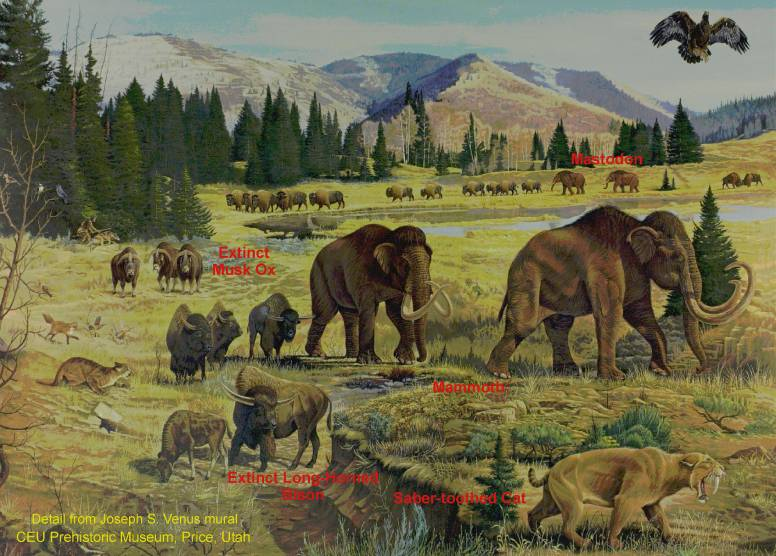 Mastodon
Extinct
Musk Ox
Mammoth
Extinct Long-Horned
Bison
Saber-toothed Cat
Detail from Joseph S. Venus mural
CEU Prehistoric Museum, Price, Utah